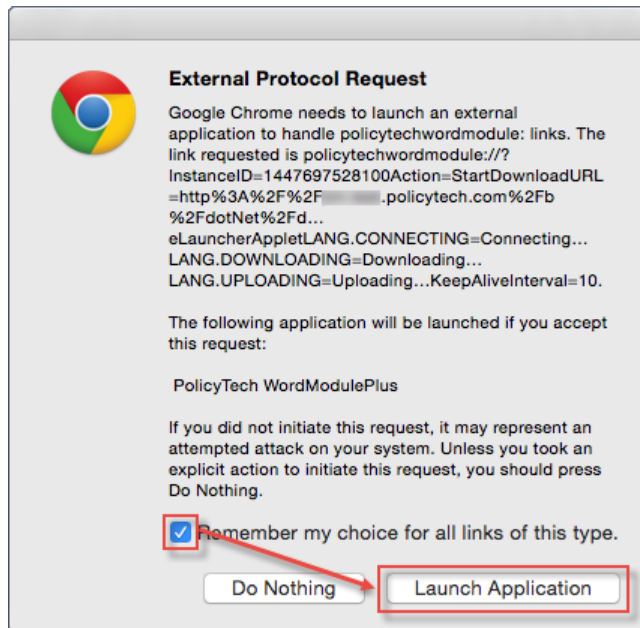 External Protocol Request
Google Chrome needs to launch an external
application to handle policytechwordmodule: links. The
link requested is policytechwordmodule://?
InstanceID=1447697528100Action=StartDownloadURL
=http%3A%2F%2F .policytech.com%2Fb
%2FdotNet%2Fd...
eLauncherAppletLANG.CONNECTING=Connecting...
LANG.DOWNLOADING=Downloading...
LANG.UPLOADING=Uploading...KeepAliveInterval=10.
The following application will be launched if you accept
this request:
PolicyTech WordModulePlus
If you did not initiate this request, it may represent an
attempted attack on your system. Unless you took an
explicit action to initiate this request, you should press
Do Nothing.
Remember my choice for all links of this type.
Do Nothing Launch Application